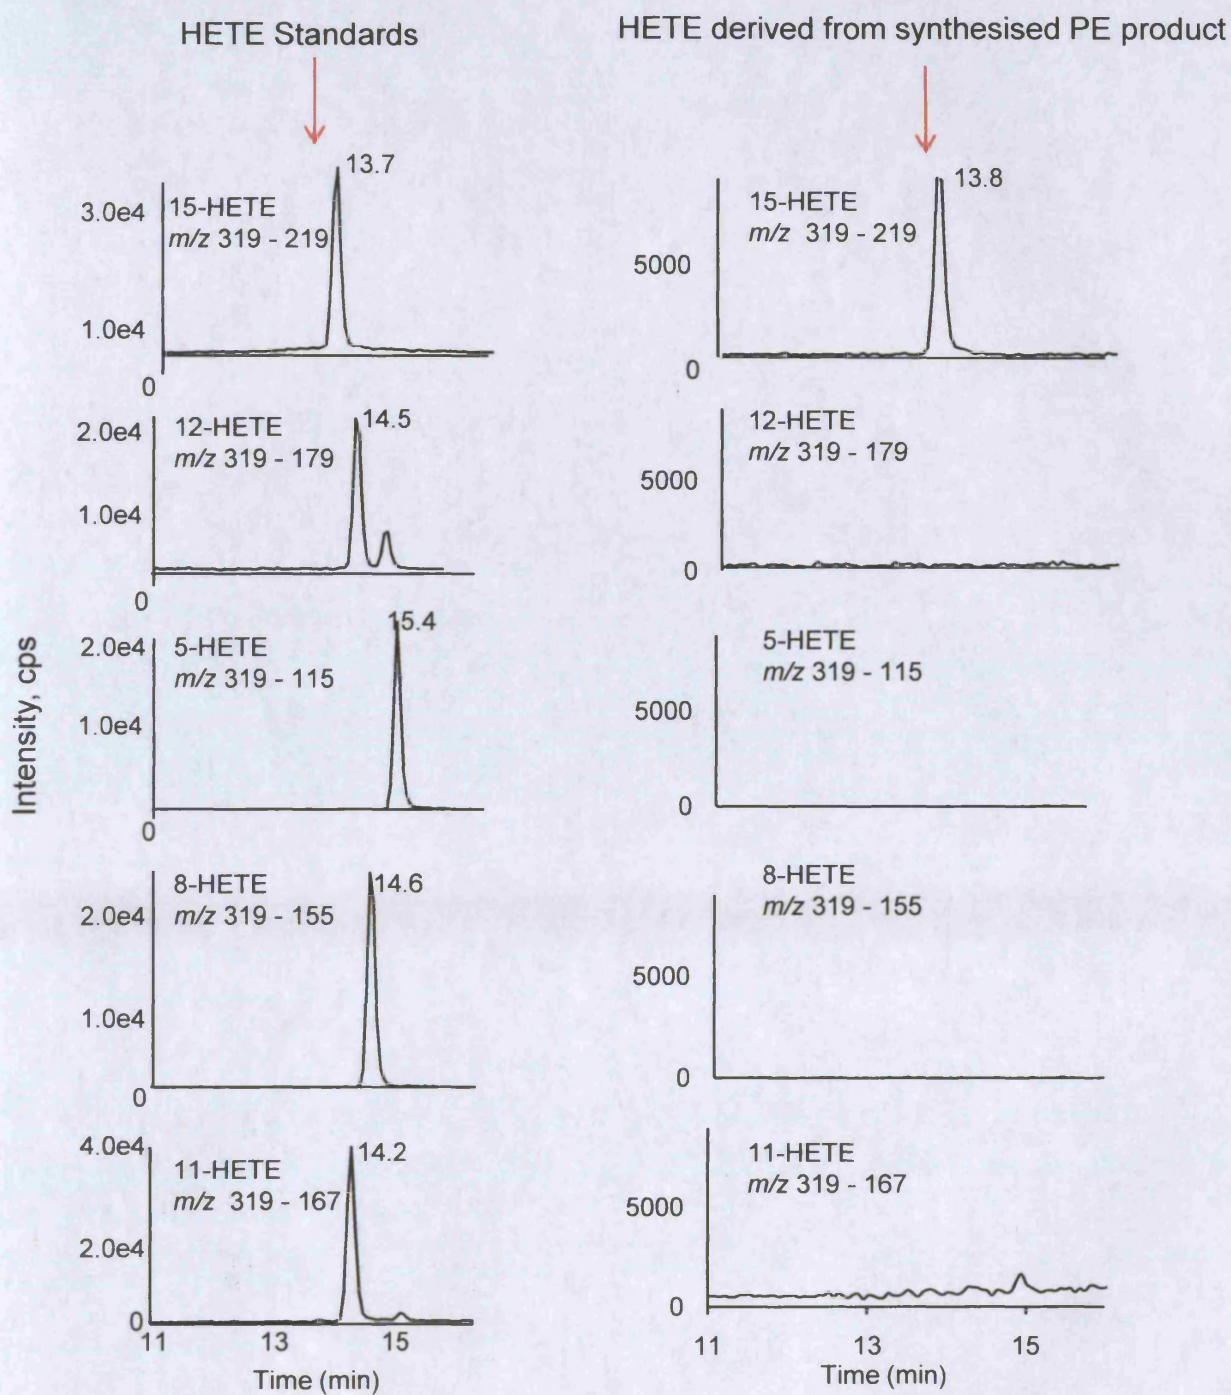 HETE Standards
HETE derived from synthesised PE product
Intensity, cps
13.7
15-HETE
m/z 319 - 219
3.0e4
1.0e4
0
14.5
12-HETE
m/z 319 - 179
2.0e4
1.0e4
0
15.4
5-HETE
m/z 319 - 115
2.0e4
1.0e4
0
14.6
8-HETE
m/z 319 - 155
2.0e4
1.0e4
0
14.2
11-HETE
m/z 319 - 167
4.0e4
2.0e4
0
11 13 15
Time (min)
13.8
15-HETE
m/z 319 - 219
5000
0
12-HETE
m/z 319 - 179
5000
0
5-HETE
m/z 319 - 115
5000
0
8-HETE
m/z 319 - 155
5000
0
11-HETE
m/z 319 - 167
5000
0
11 13 15
Time (min)